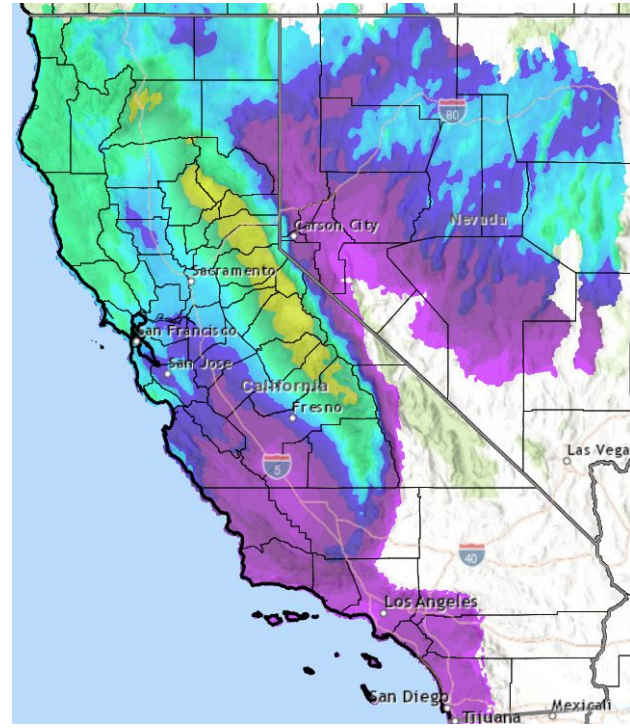 80
Carson City
Nevada
Sacramento
San Francisco
San Jose
California
Fresno
5
Las Vega
40
Los Angeles
San Diego
Tijuana
Mexicali